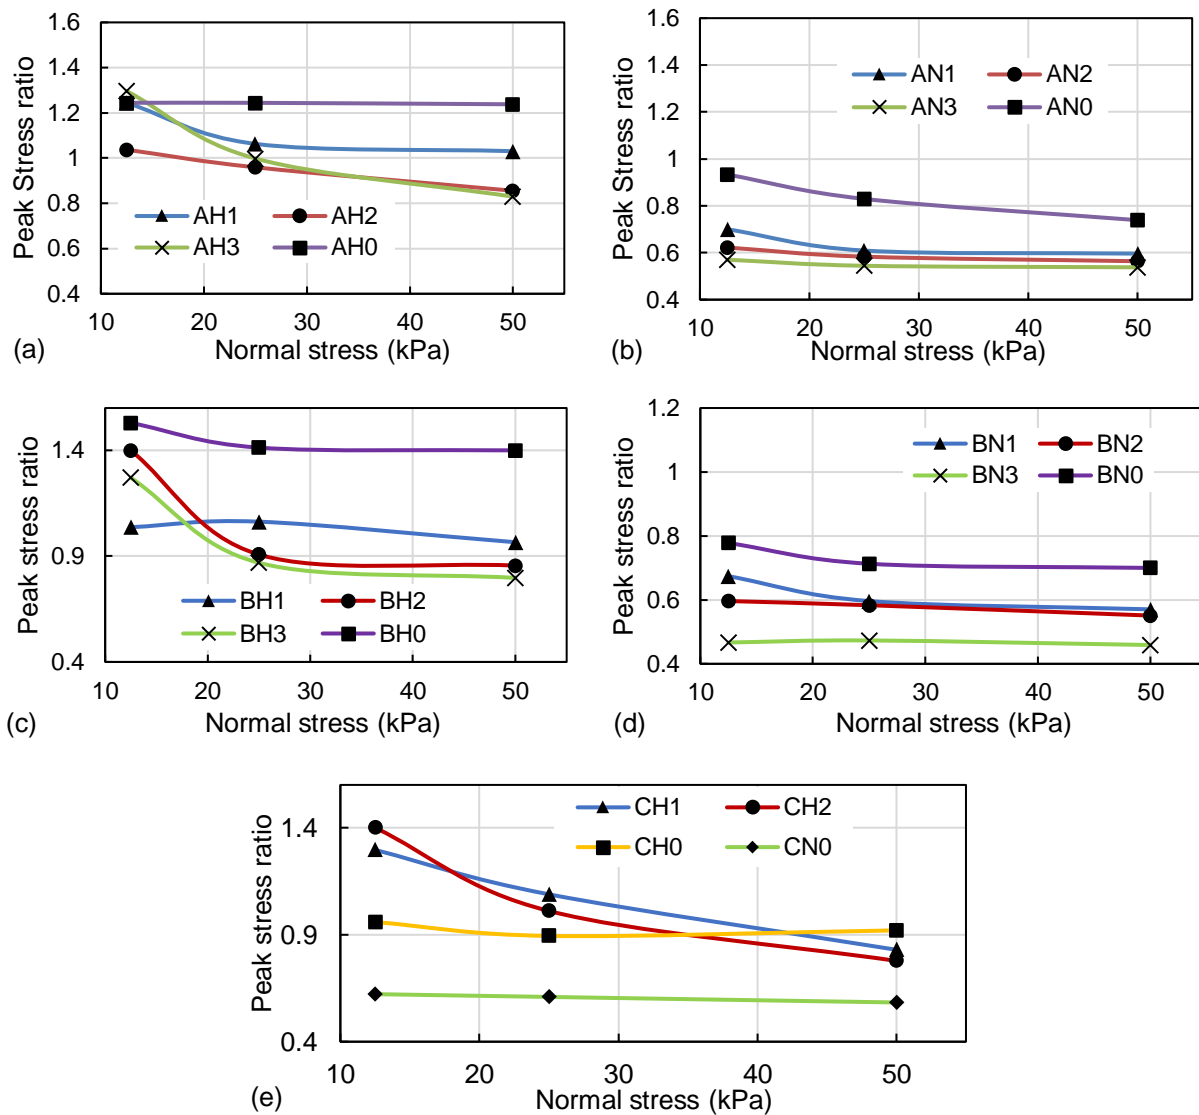 1.6
1.4
1.2
1
0.8
0.6
0.4
Peak Stress ratio
AH1 AH2
AH3 AH0
10 20 30 40 50
Normal stress (kPa)
(a)
1.6
1.4
1.2
1
0.8
0.6
0.4
Peak Stress ratio
AN1 AN2
AN3 AN0
10 20 30 40 50
Normal stress (kPa)
(b)
1.4
0.9
0.4
Peak stress ratio
BH1 BH2
BH3 BH0
10 20 30 40 50
Normal stress (kPa)
(c)
1.2
1
0.8
0.6
0.4
Peak stress ratio
BN1 BN2
BN3 BN0
10 20 30 40 50
Normal stress (kPa)
(d)
1.4
0.9
0.4
Peak stress ratio
CH1 CH2
CH0 CN0
10 20 30 40 50
Normal stress (kPa)
(e)